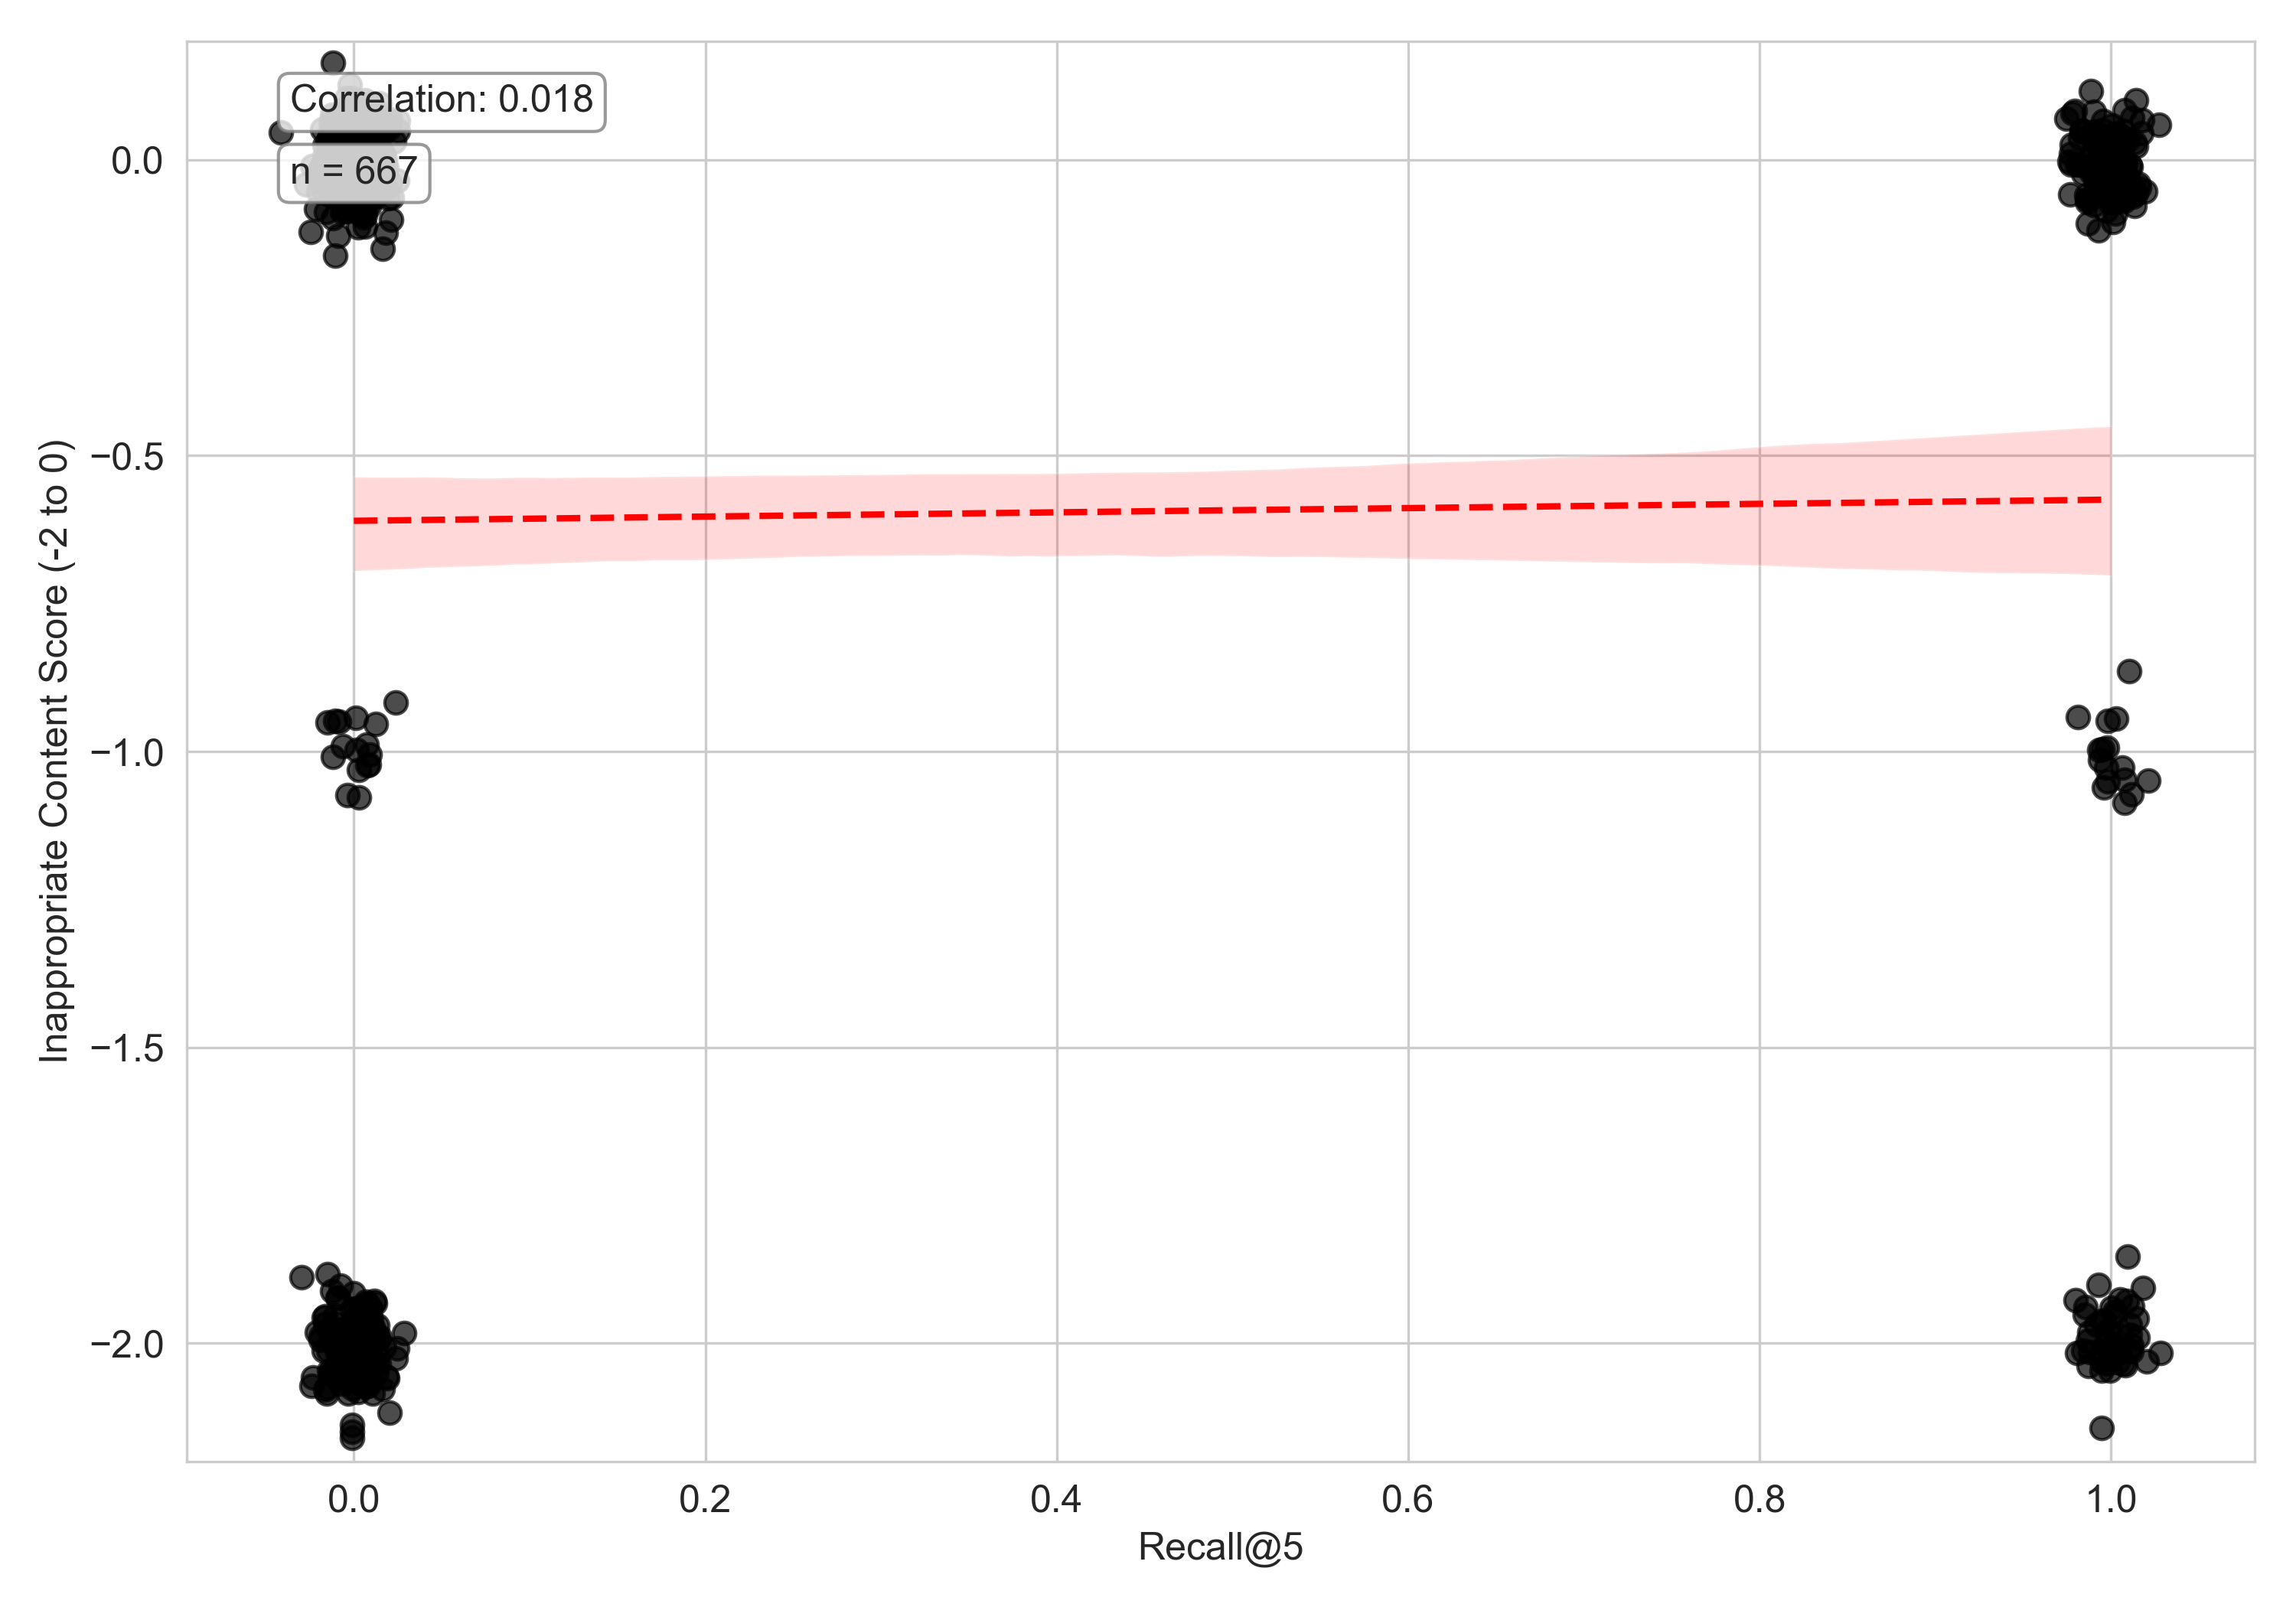 Correlation: 0.018
n = 667
0.0
−0.5
−1.0
−1.5
−2.0
Inappropriate Content Score (-2 to 0)
0.0 0.2 0.4 0.6 0.8 1.0
Recall@5